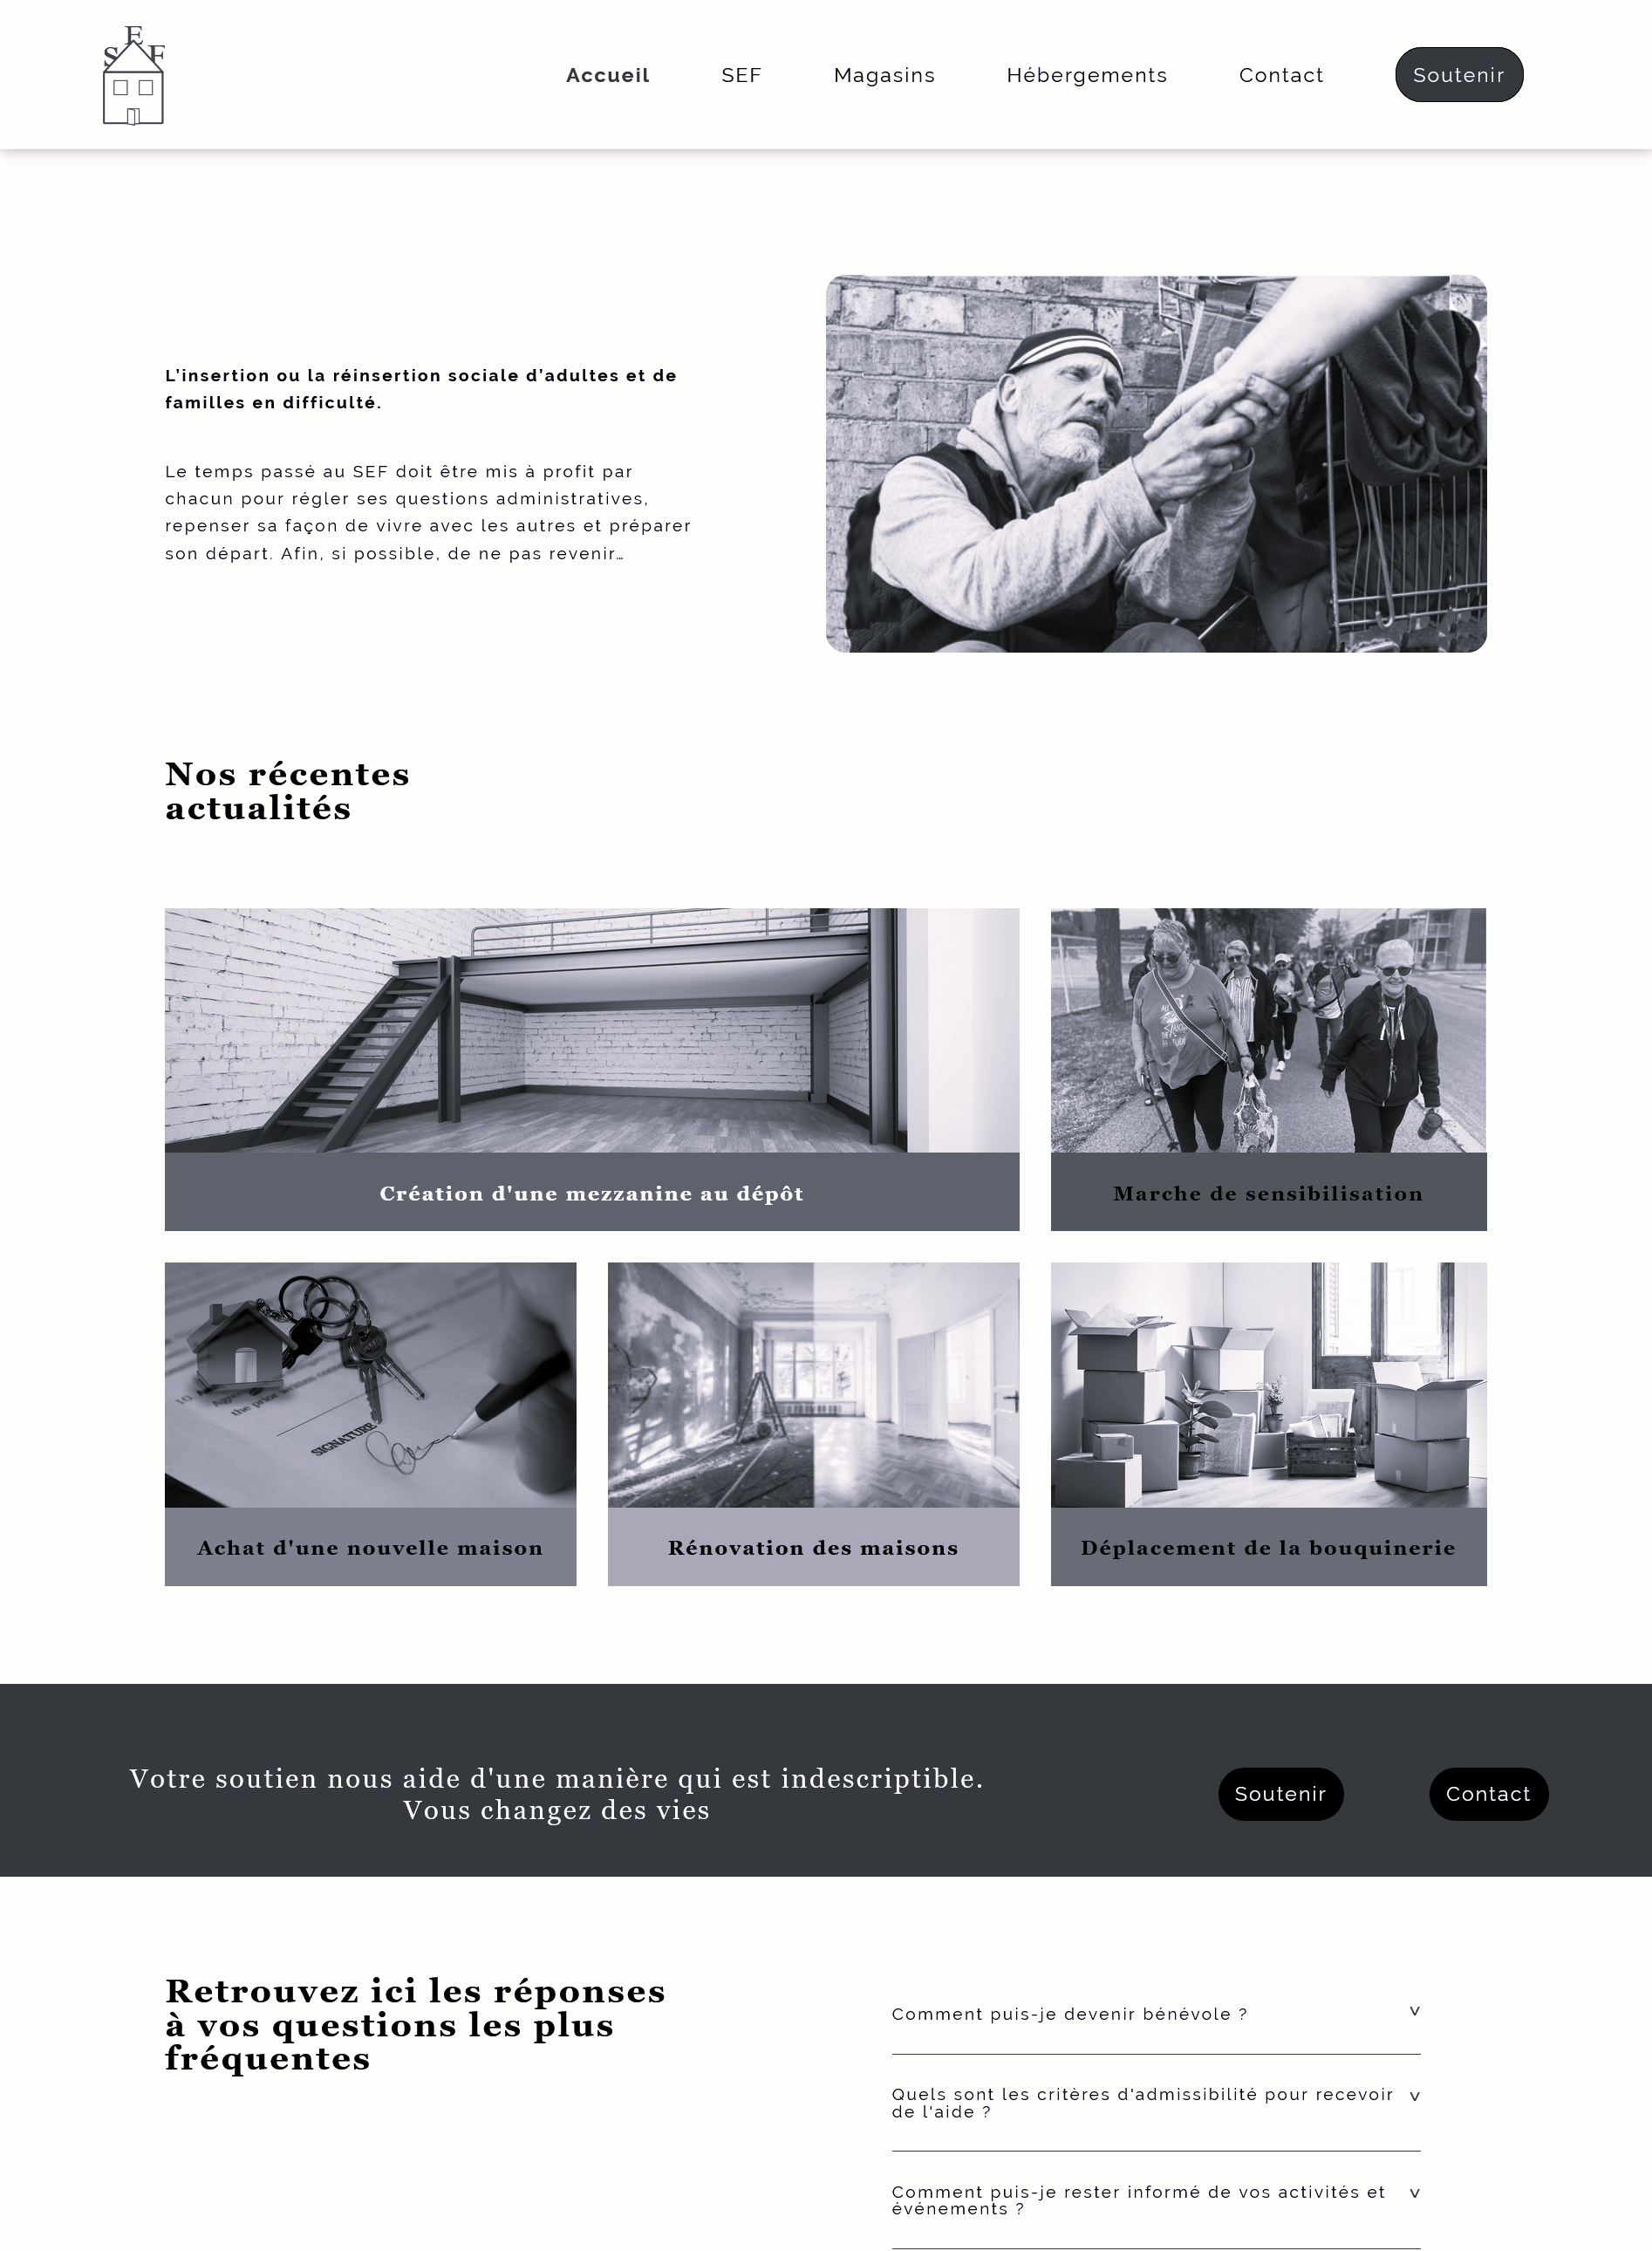 SEF
Accueil
SEF
Magasins
Hébergements
Contact
Soutenir
L’insertion ou la réinsertion sociale d’adultes et de
familles en difficulté.
Le temps passé au SEF doit être mis à profit par
chacun pour régler ses questions administratives,
repenser sa façon de vivre avec les autres et préparer
son départ. Afin, si possible, de ne pas revenir…
Nos récentes
actualités
Création d'une mezzanine au dépôt
Marche de sensibilisation
SIGNATURE
Achat d'une nouvelle maison
Rénovation des maisons
Déplacement de la bouquinerie
Votre soutien nous aide d'une manière qui est indescriptible.
Vous changez des vies
Soutenir
Contact
Retrouvez ici les réponses
à vos questions les plus
fréquentes
Comment puis-je devenir bénévole ?
Quels sont les critères d'admissibilité pour recevoir
de l'aide ?
Comment puis-je rester informé de vos activités et
événements ?